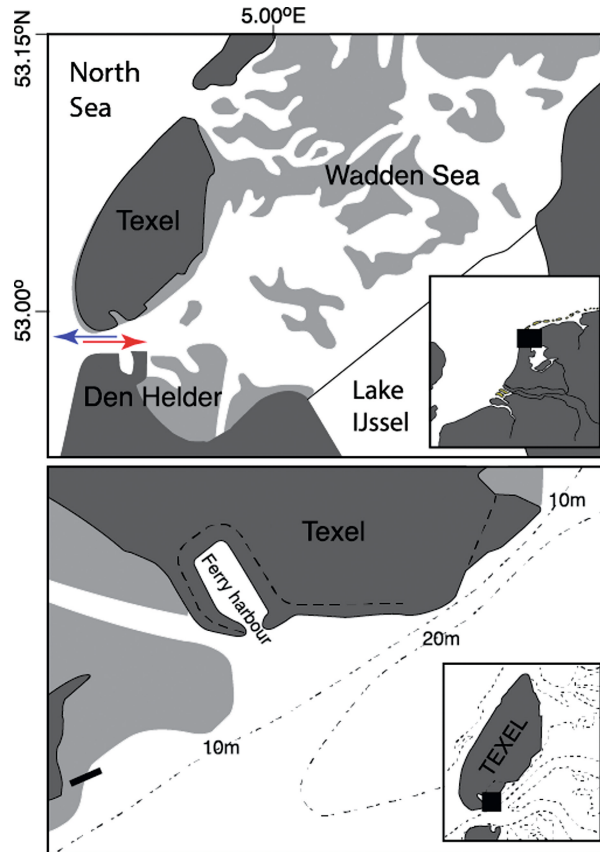 5.00ºE
53.15ºN
North
Sea
Wadden Sea
Texel
53.00º
Den Helder
Lake
IJssel
Texel
10m
Ferry harbour
20m
10m
TEXEL